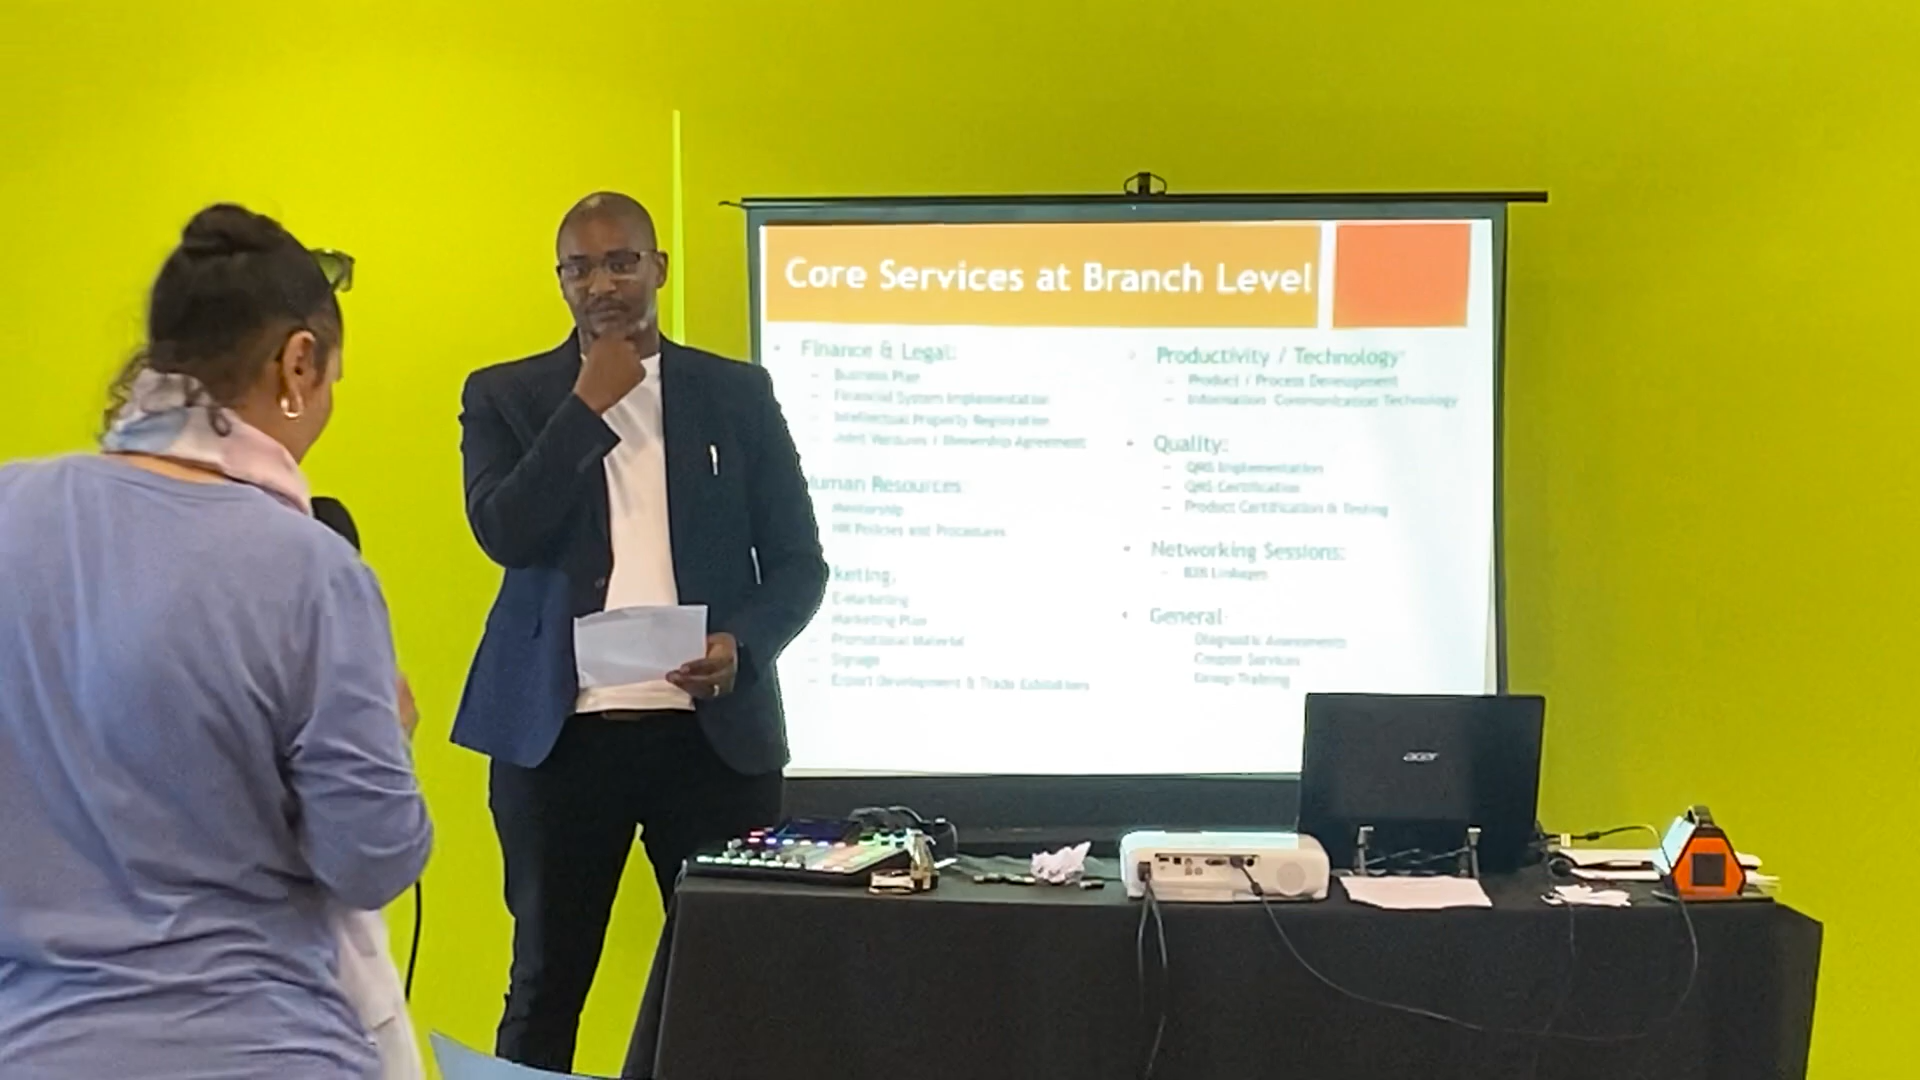 Core Services at Branch Level
Finance & Legal:
Business Plan
Financial System Implementation
Intellectual Property Registration
Joint Ventures / Ownership Agreement
Human Resources
Mentorship
HR Policies and Procedures
keting.
E-Marketing
Marketing Plan
Promotional Material
Signage
Export Development & Trade Exhibitions
Productivity / Technology
Product / Process Development
Information Communication Technology
Quality:
QMS Implementation
QMS Certification
Product Certification & Testing
Networking Sessions:
B2B Linkages
General
Diagnostic Assessments
Coupon Services
Group Training
acer